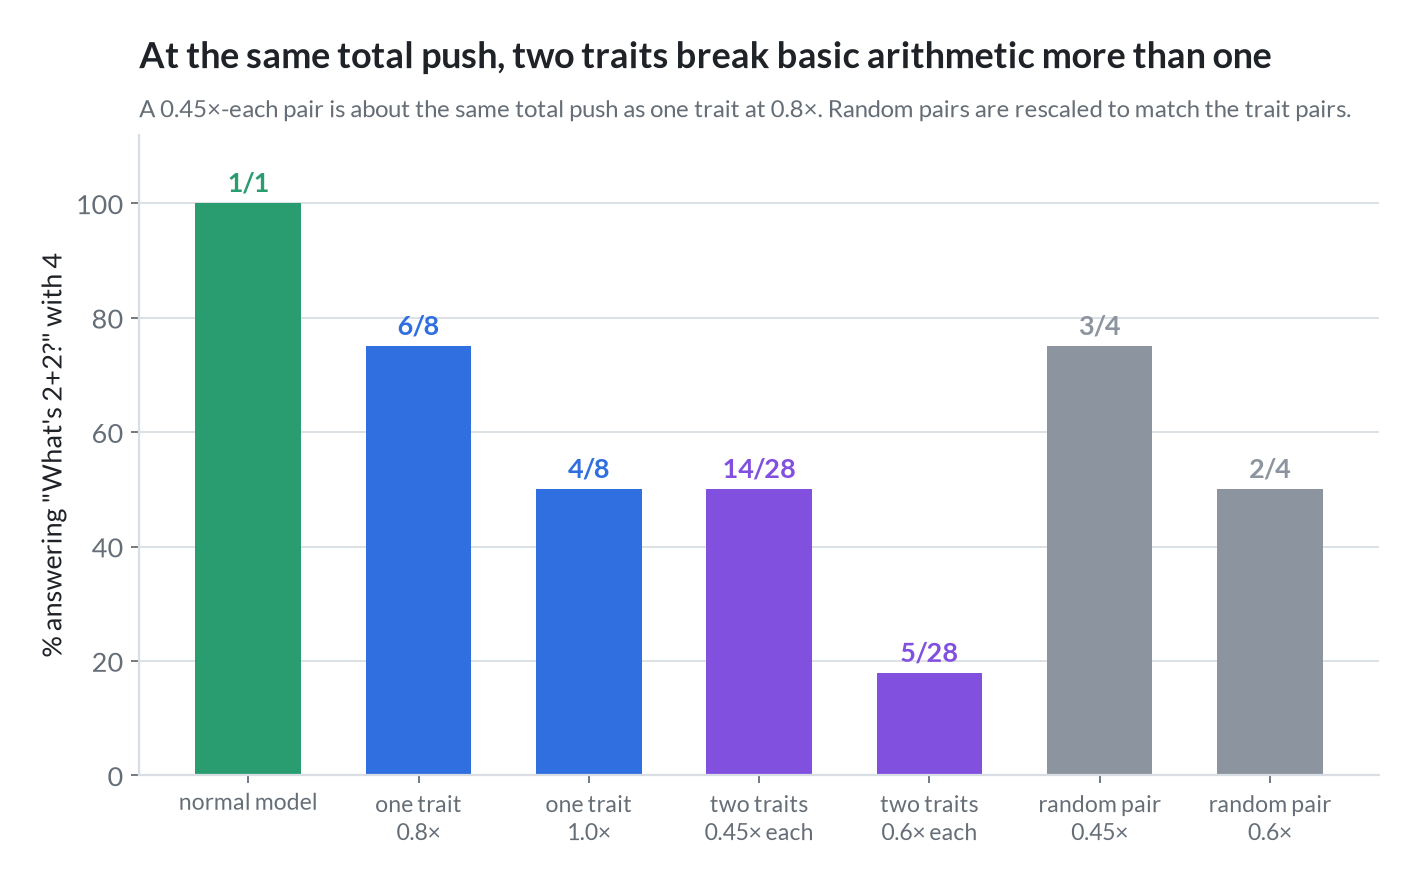 At the same total push, two traits break basic arithmetic more than one
A 0.45×-each pair is about the same total push as one trait at 0.8×. Random pairs are rescaled to match the trait pairs.
% answering "What's 2+2?" with 4
100
80
60
40
20
0
1/1
6/8
4/8
14/28
5/28
3/4
2/4
normal model
one trait
0.8×
one trait
1.0×
two traits
0.45× each
two traits
0.6× each
random pair
0.45×
random pair
0.6×